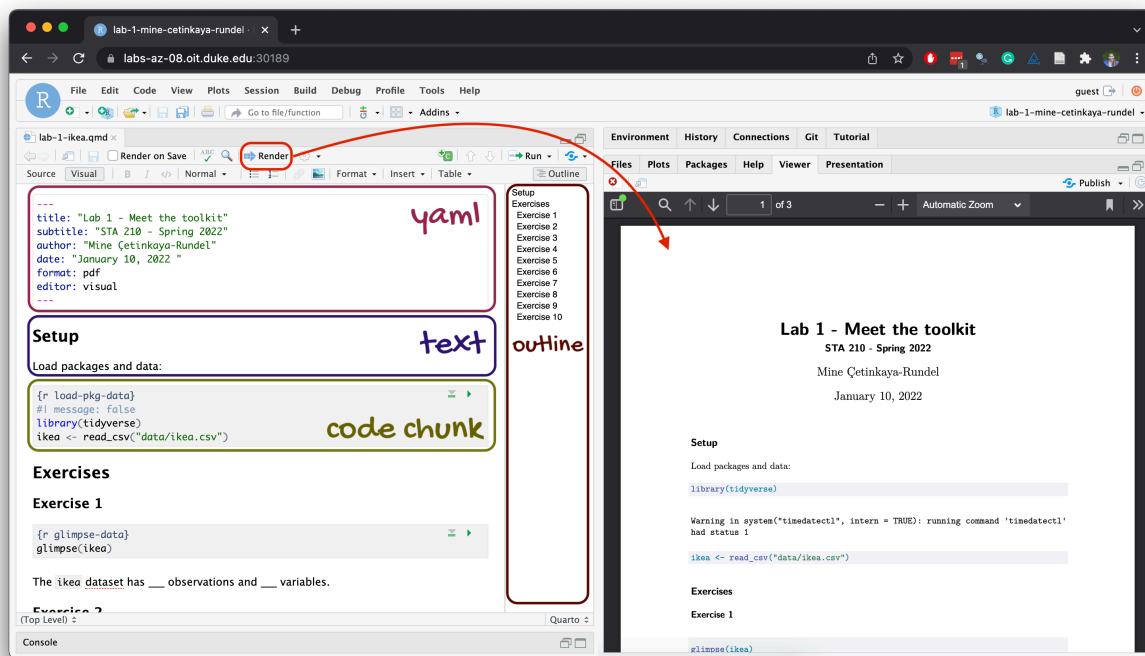 lab-1-mine-cetinkaya-rundel
labs-az-08.oit.duke.edu:30189
1
R
File Edit Code View Plots Session Build Debug Profile Tools Help
guest
Go to file/function
Addins
lab-1-mine-cetinkaya-rundel
lab-1-ikea.qmd
Render on Save
ABC
Render
Run
Source Visual B I </> Normal Format Insert Table Outline
yaml
---
title: "Lab 1 - Meet the toolkit"
subtitle: "STA 210 - Spring 2022"
author: "Mine Çetinkaya-Rundel"
date: "January 10, 2022 "
format: pdf
editor: visual
---
text
Setup
Load packages and data:
code chunk
{r load-pkg-data}
#| message: false
library(tidyverse)
ikea <- read_csv("data/ikea.csv")
Exercises
Exercise 1
{r glimpse-data}
glimpse(ikea)
The ikea dataset has ___ observations and ___ variables.
Exercise 2
(Top Level) Quarto
Console
Setup
Exercises
Exercise 1
Exercise 2
Exercise 3
Exercise 4
Exercise 5
Exercise 6
Exercise 7
Exercise 8
Exercise 9
Exercise 10
outline
Environment History Connections Git Tutorial
Files Plots Packages Help Viewer Presentation
Publish
1 of 3 Automatic Zoom
Lab 1 - Meet the toolkit
STA 210 - Spring 2022
Mine Çetinkaya-Rundel
January 10, 2022
Setup
Load packages and data:
library(tidyverse)
Warning in system("timedatectl", intern = TRUE): running command 'timedatectl'
had status 1
ikea <- read_csv("data/ikea.csv")
Exercises
Exercise 1
glimpse(ikea)